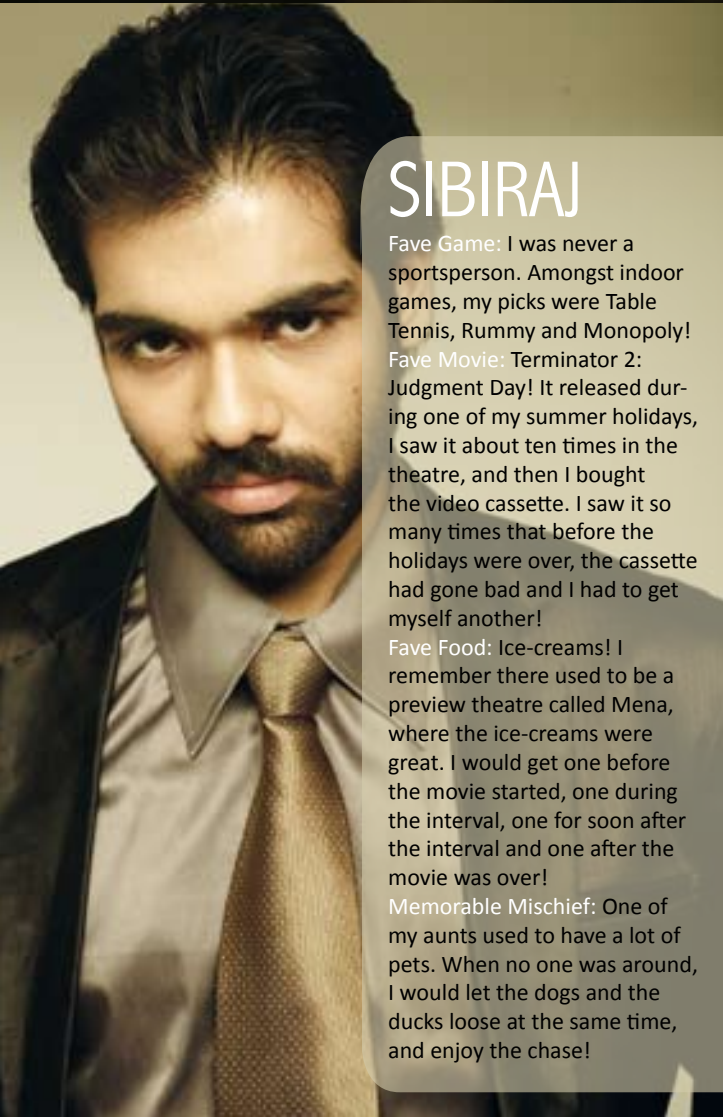 SIBIRAJ
Fave Game: I was never a
sportsperson. Amongst indoor
games, my picks were Table
Tennis, Rummy and Monopoly!
Fave Movie: Terminator 2:
Judgment Day! It released dur-
ing one of my summer holidays,
I saw it about ten times in the
theatre, and then I bought
the video cassette. I saw it so
many times that before the
holidays were over, the cassette
had gone bad and I had to get
myself another!
Fave Food: Ice-creams! I
remember there used to be a
preview theatre called Mena,
where the ice-creams were
great. I would get one before
the movie started, one during
the interval, one for soon after
the interval and one after the
movie was over!
Memorable Mischief: One of
my aunts used to have a lot of
pets. When no one was around,
I would let the dogs and the
ducks loose at the same time,
and enjoy the chase!